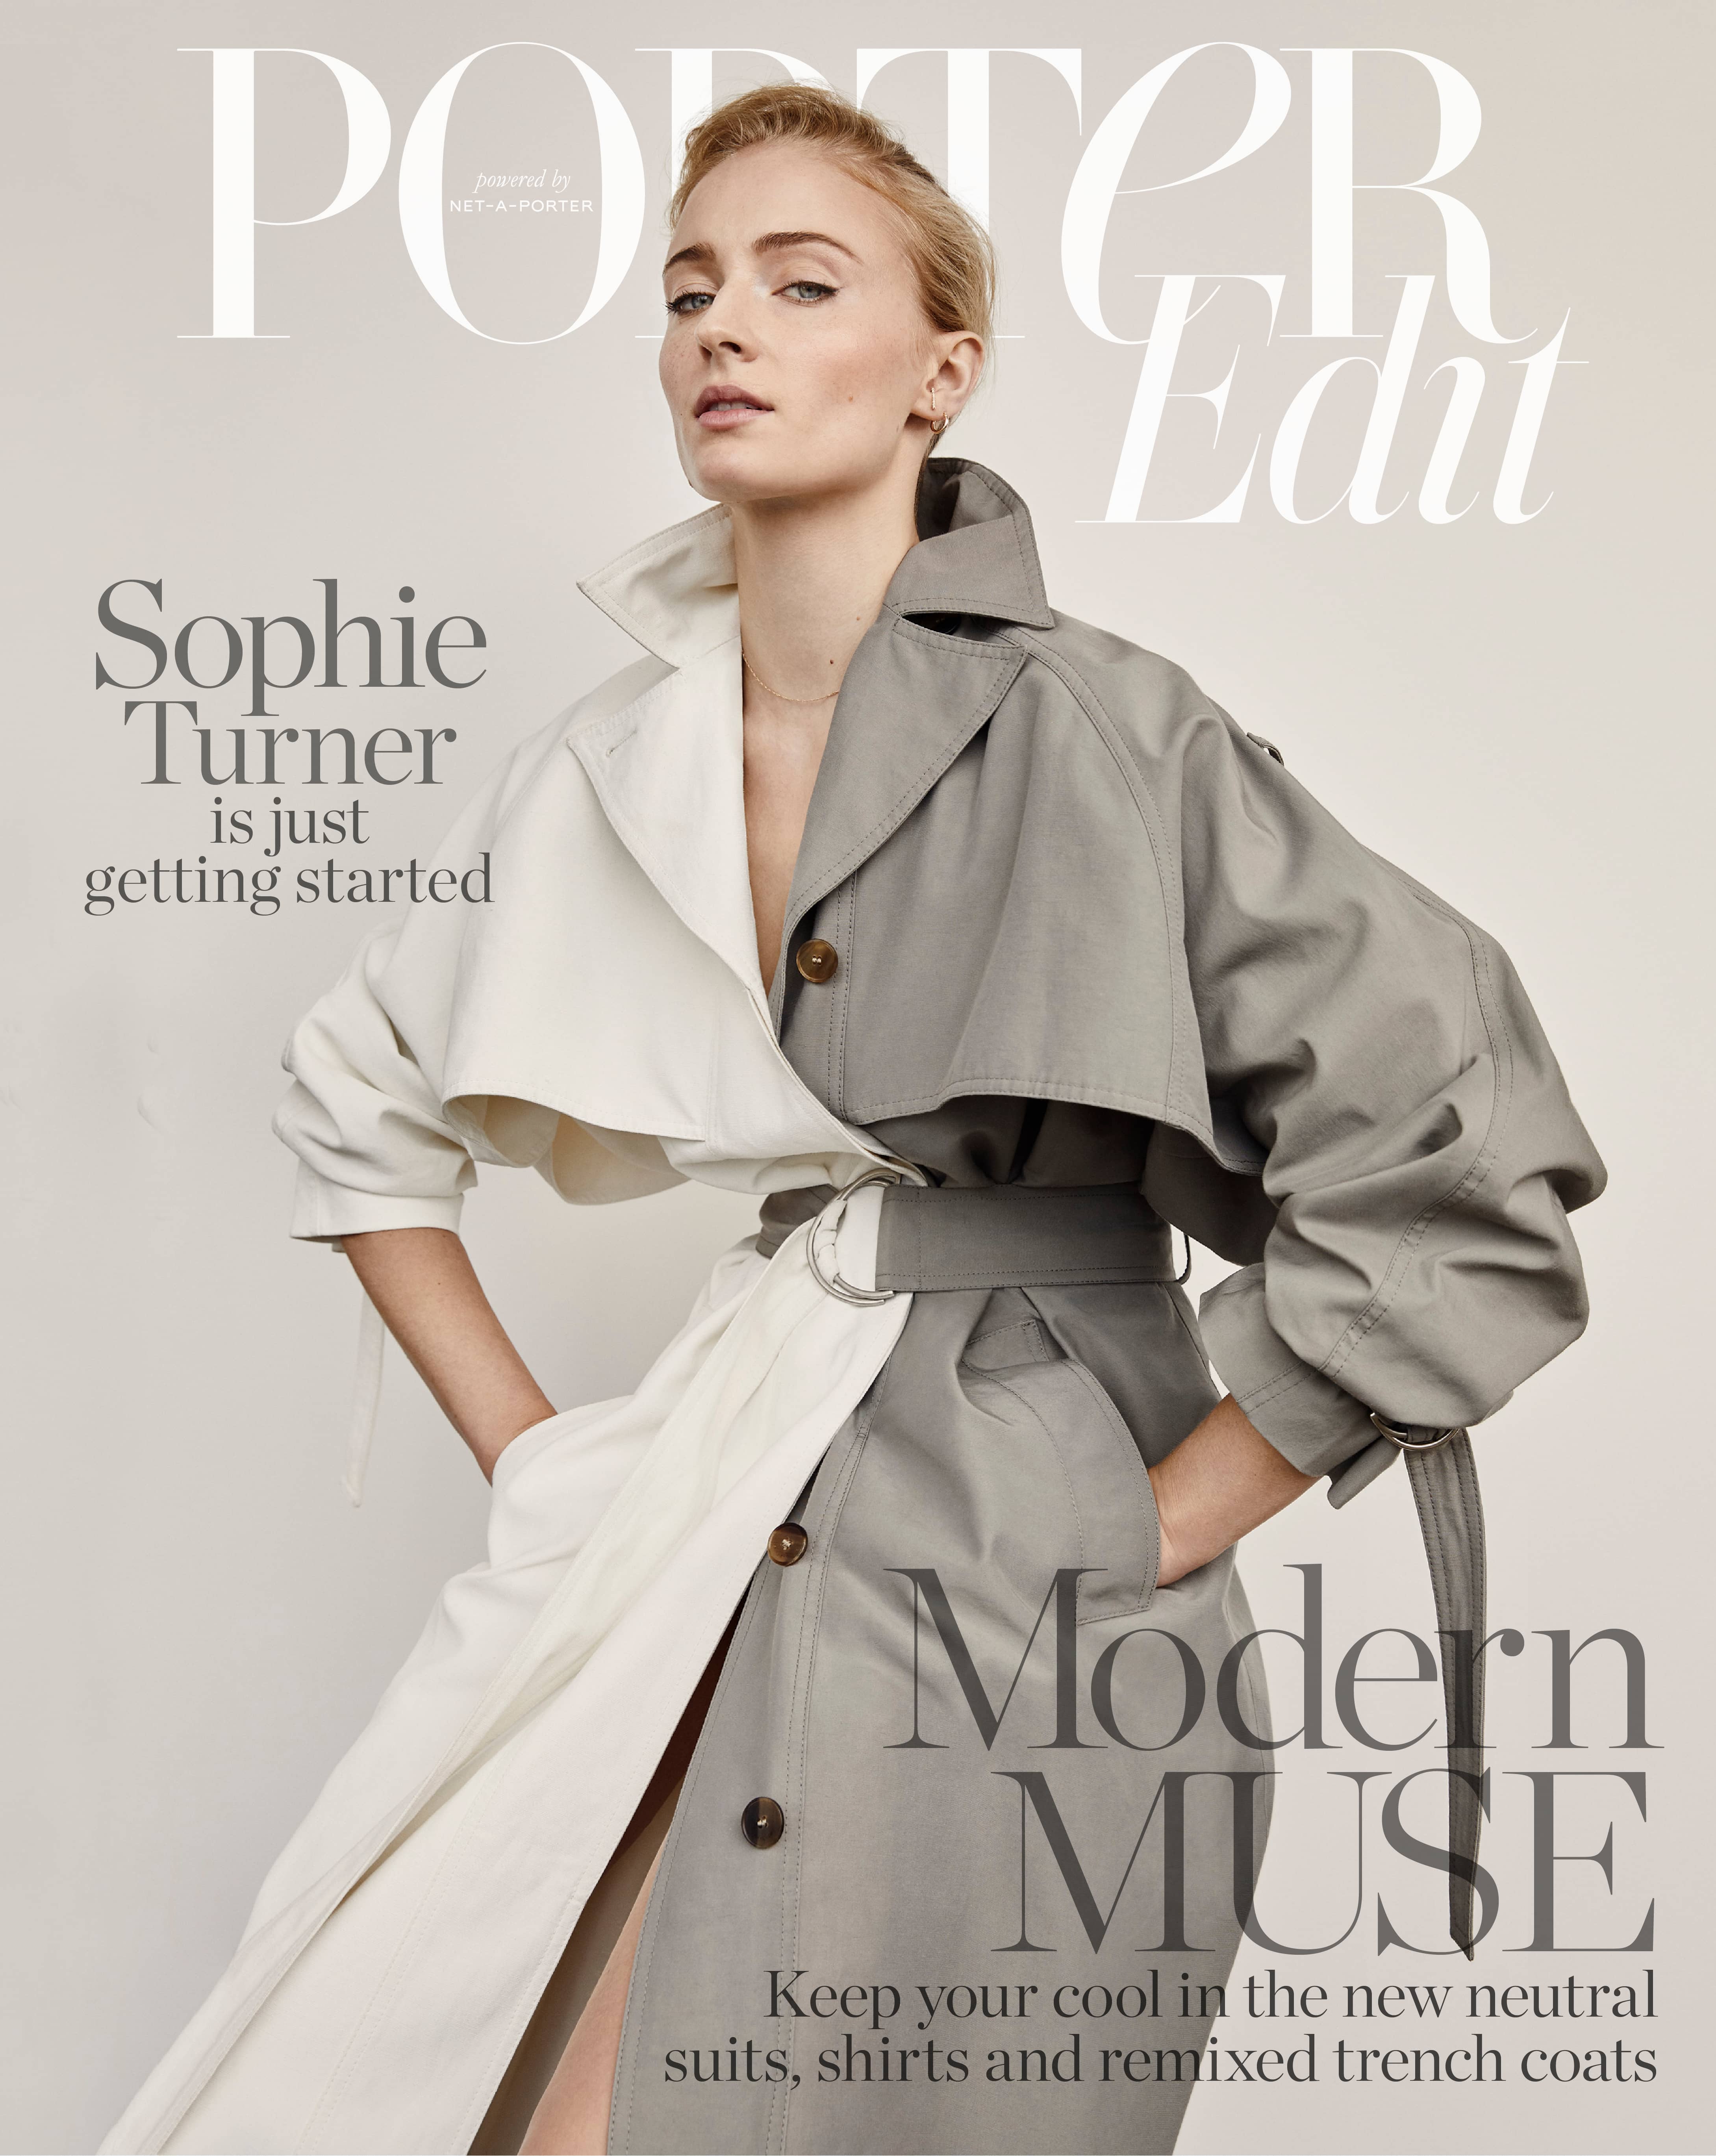 PORTER
powered by
NET-A-PORTER
Edit
Sophie
Turner
is just
getting started
Modern
MUSE
Keep your cool in the new neutral
suits, shirts and remixed trench coats